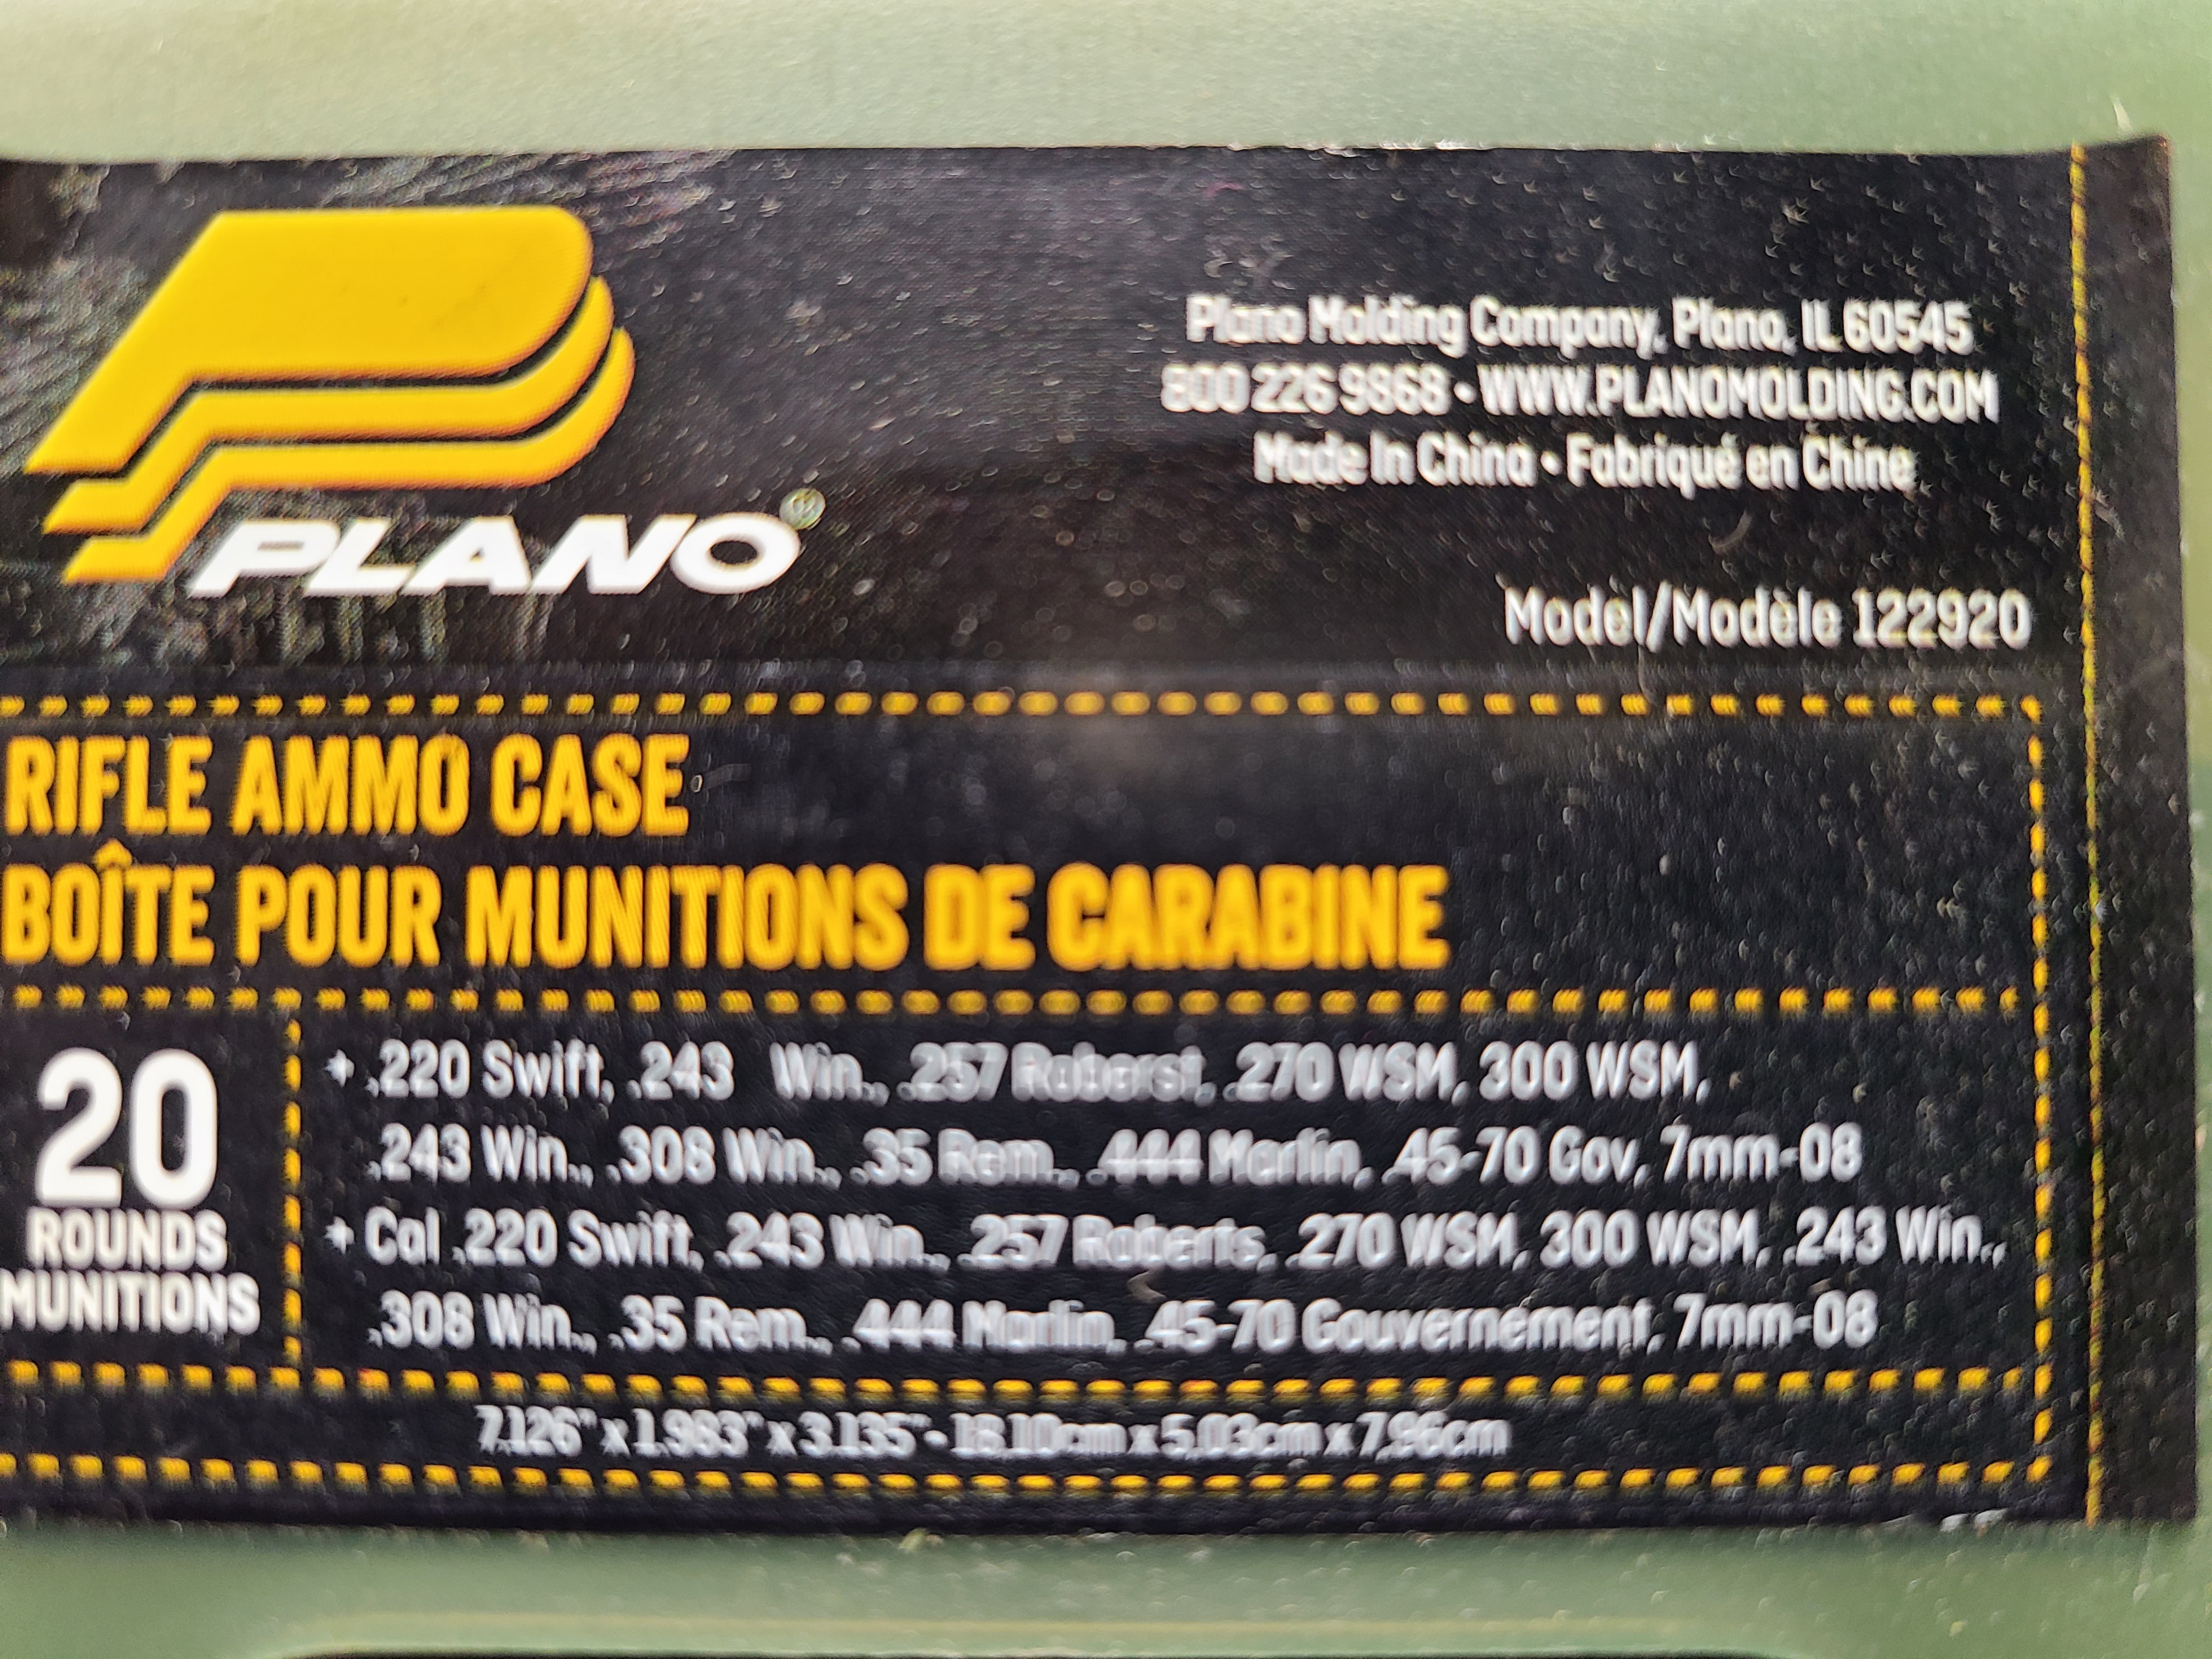 PLANO®
Plano Molding Company, Plano, IL 60545
800 226 9868 • WWW.PLANOMOLDING.COM
Made In China • Fabriqué en Chine
Model/Modèle 122920
RIFLE AMMO CASE
BOÎTE POUR MUNITIONS DE CARABINE
20
ROUNDS
MUNITIONS
+ .220 Swift, .243 Win., .257 Roberst, .270 WSM, 300 WSM,
.243 Win., .308 Win., .35 Rem., .444 Marlin, .45-70 Gov, 7mm-08
+ Cal .220 Swift, .243 Win., .257 Roberts, .270 WSM, 300 WSM, .243 Win.,
.308 Win., .35 Rem., .444 Marlin, .45-70 Gouvernement, 7mm-08
7.126" x 1.983" x 3.135" - 18.10cm x 5.03cm x 7.96cm